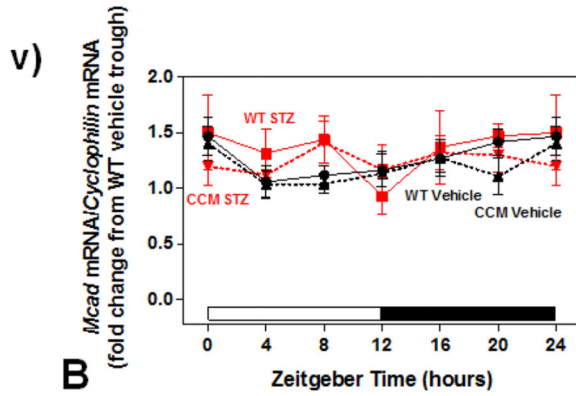 v)
Mcad mRNA/Cyclophilin mRNA
(fold change from WT vehicle trough)
2.0
1.5
1.0
0.5
0.0
WT STZ
CCM STZ
WT Vehicle
CCM Vehicle
0 4 8 12 16 20 24
B
Zeitgeber Time (hours)